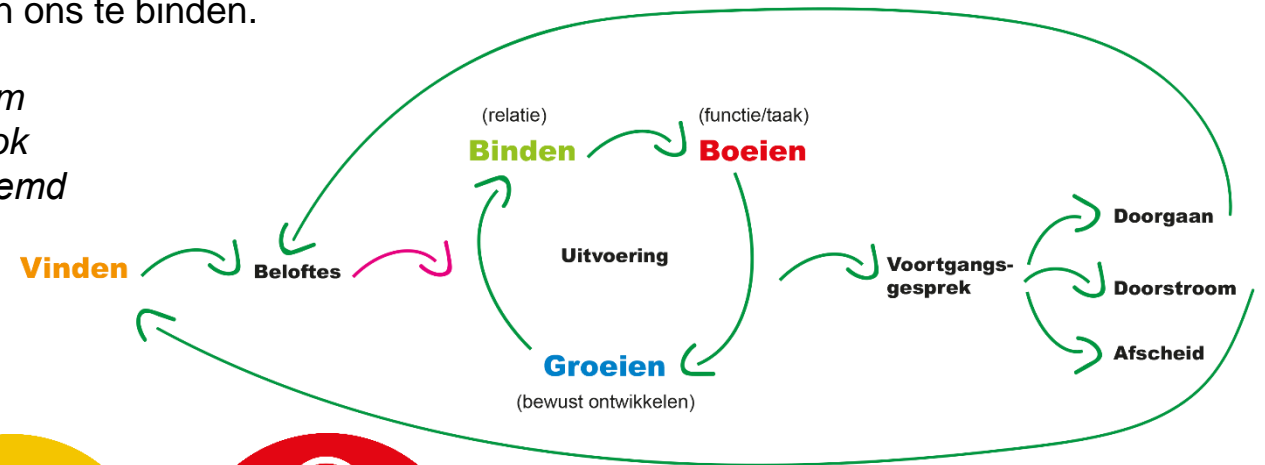 n ons te binden.
m
ok
emd
(relatie)
Binden
(functie/taak)
Boeien
Vinden
Beloftes
Uitvoering
Groeien
(bewust ontwikkelen)
Voortgangs-
gesprek
Doorgaan
Doorstroom
Afscheid